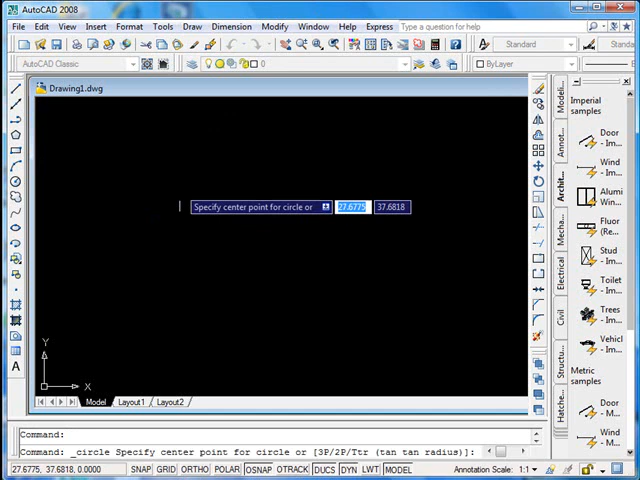 AutoCAD 2008
File Edit View Insert Format Tools Draw Dimension Modify Window Help Express
Standard
AutoCAD Classic 0 ByLayer
Drawing1.dwg
Specify center point for circle or 27.6775 37.6818
Y
X
Model Layout1 Layout2
Modeli...
Annot...
Archit...
Mecha...
Electrical
Civil
Structu...
Hatche...
Imperial
samples
Door
- Im...
Wind
- Im...
Alumi
Win...
Fluor
(Re...
Stud
- Im...
Toilet
- Im...
Trees
- Im...
Vehicl
- Im...
Metric
samples
Door
- M...
Wind
- M...
Command:
Command: _circle Specify center point for circle or [3P/2P/Ttr (tan tan radius)]:
27.6775, 37.6818, 0.0000 SNAP GRID ORTHO POLAR OSNAP OTRACK DUCS DYN LWT MODEL Annotation Scale: 1:1